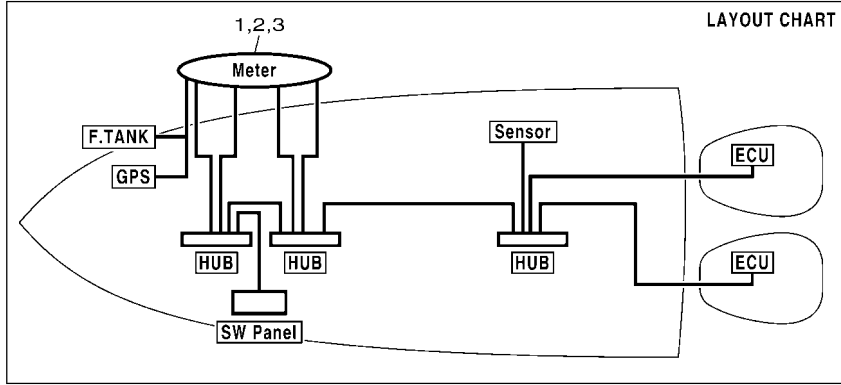 LAYOUT CHART
1,2,3
Meter
F.TANK
GPS
Sensor
ECU
HUB
HUB
HUB
ECU
SW Panel